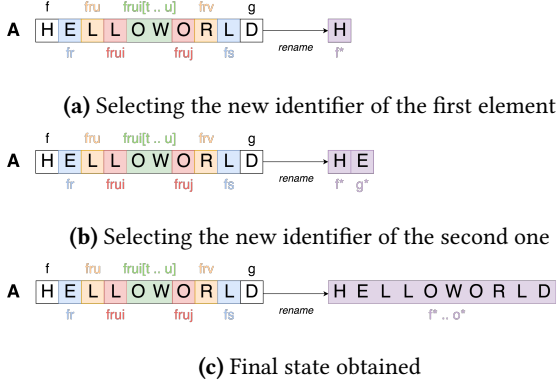 f fru frui[t .. u] frv g
A H E L L O W O R L D rename H
fr frui fruj fs f*
(a) Selecting the new identifier of the first element
f fru frui[t .. u] frv g
A H E L L O W O R L D rename H E
fr frui fruj fs f* g*
(b) Selecting the new identifier of the second one
f fru frui[t .. u] frv g
A H E L L O W O R L D rename H E L L O W O R L D
fr frui fruj fs f* .. o*
(c) Final state obtained